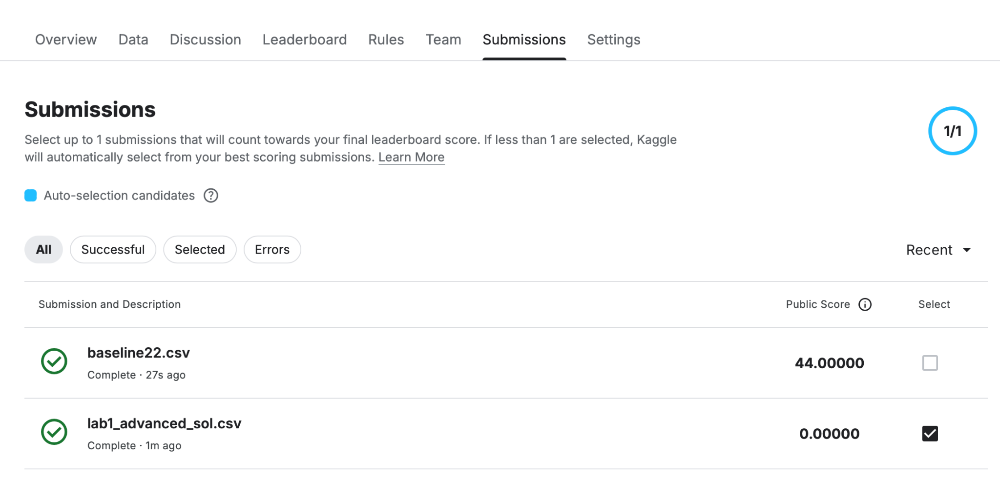 Overview Data Discussion Leaderboard Rules Team Submissions Settings
Submissions
Select up to 1 submissions that will count towards your final leaderboard score. If less than 1 are selected, Kaggle
will automatically select from your best scoring submissions. Learn More
1/1
Auto-selection candidates ?
All Successful Selected Errors Recent
Submission and Description Public Score i Select
baseline22.csv
Complete · 27s ago
44.00000
lab1_advanced_sol.csv
Complete · 1m ago
0.00000